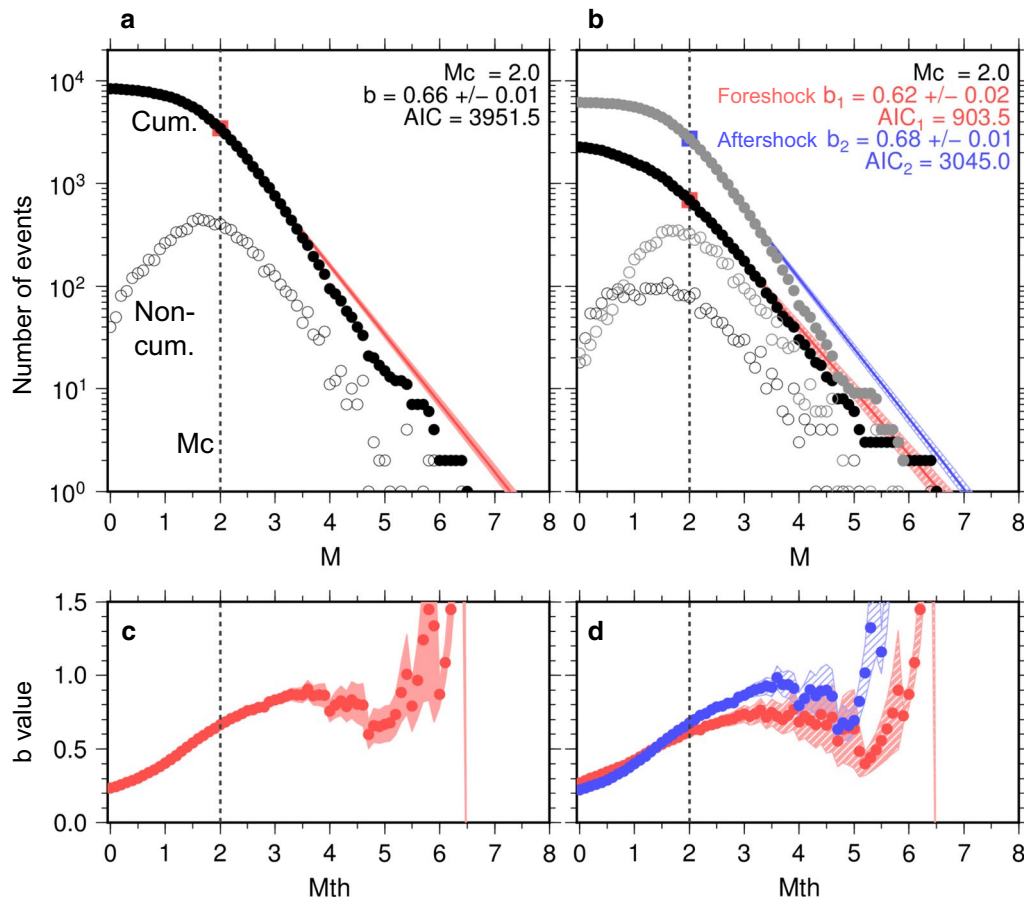 a
b
Mc = 2.0
b = 0.66 +/− 0.01
AIC = 3951.5
Cum.
Non-
cum.
Mc
Number of events
10⁴
10³
10²
10¹
10⁰
0 1 2 3 4 5 6 7 8
M
Mc = 2.0
Foreshock b₁ = 0.62 +/− 0.02
AIC₁ = 903.5
Aftershock b₂ = 0.68 +/− 0.01
AIC₂ = 3045.0
0 1 2 3 4 5 6 7 8
M
c
d
b value
1.5
1.0
0.5
0.0
0 1 2 3 4 5 6 7 8
Mth
0 1 2 3 4 5 6 7 8
Mth